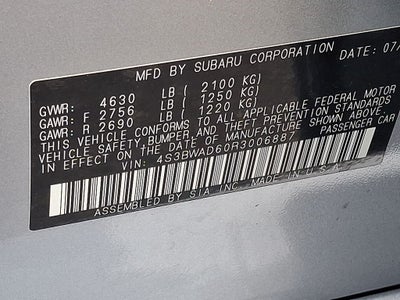 MFD BY SUBARU CORPORATION DATE: 07/
GVWR: 4630 LB ( 2100 KG)
GAWR: F 2756 LB ( 1250 KG)
GAWR: R 2690 LB ( 1220 KG)
THIS VEHICLE CONFORMS TO ALL APPLICABLE FEDERAL MOTOR
VEHICLE SAFETY, BUMPER, AND THEFT PREVENTION STANDARDS
IN EFFECT ON THE DATE OF MANUFACTURE SHOWN ABOVE.
VIN: 4S3BWAD60R3006887 PASSENGER CAR
ASSEMBLED BY SIA INC. MADE IN U.S.A.